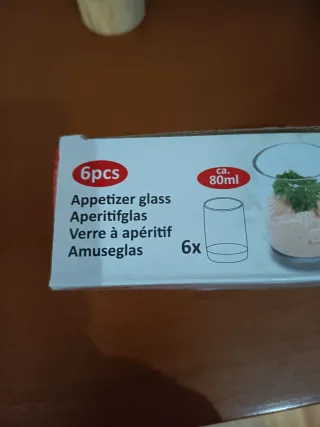 6pcs
ca.
80ml
Appetizer glass
Aperitifglas
Verre à apéritif
Amuseglas
6x